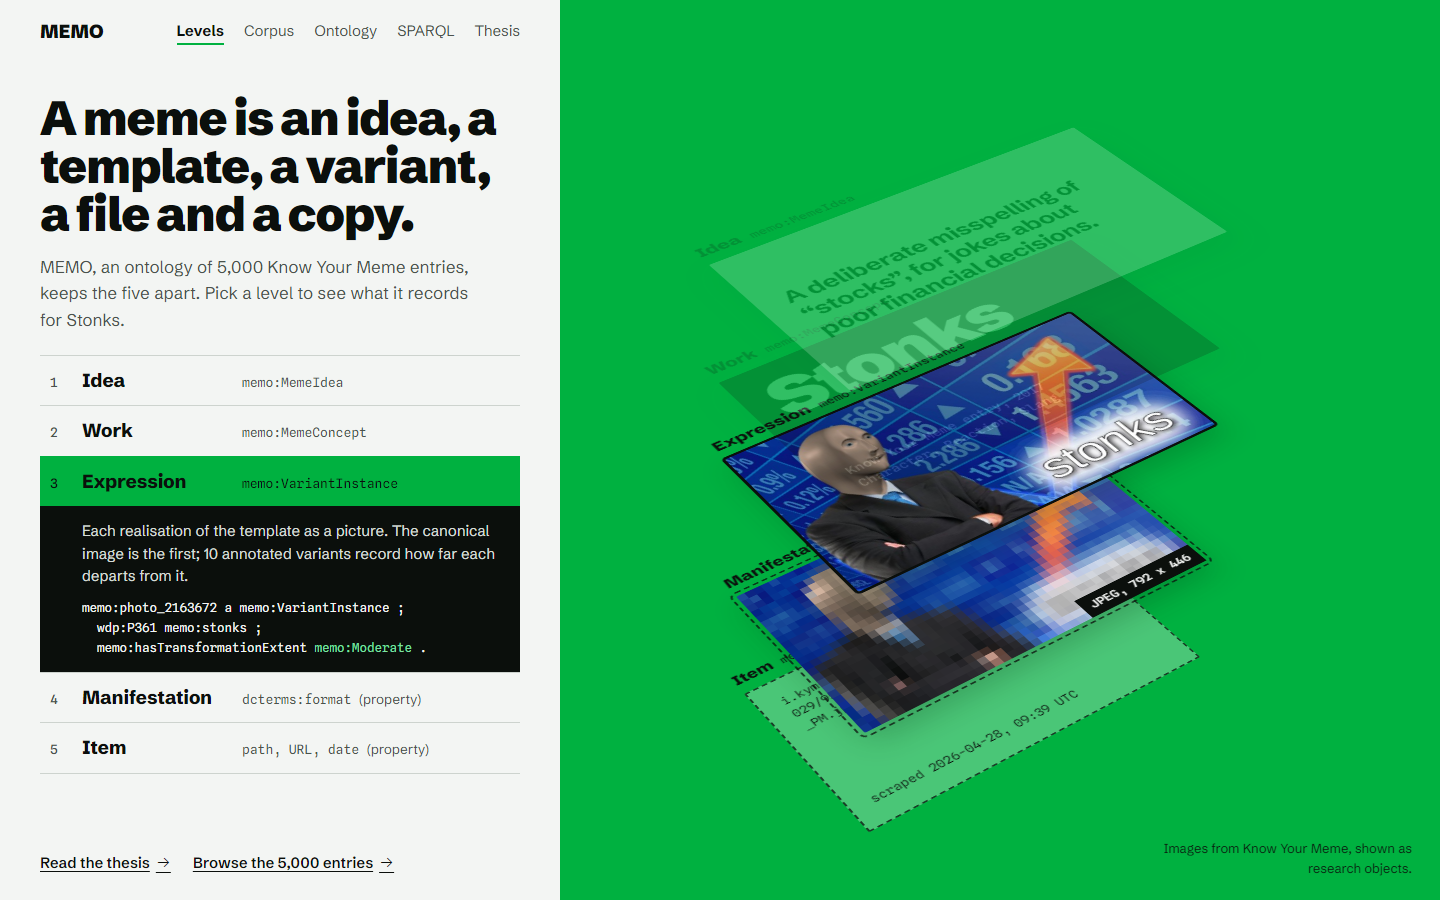 MEMO
Levels Corpus Ontology SPARQL Thesis
A meme is an idea, a
template, a variant,
a file and a copy.
MEMO, an ontology of 5,000 Know Your Meme entries,
keeps the five apart. Pick a level to see what it records
for Stonks.
1 Idea memo:MemeIdea
2 Work memo:MemeConcept
3 Expression memo:VariantInstance
Each realisation of the template as a picture. The canonical
image is the first; 10 annotated variants record how far each
departs from it.
memo:photo_2163672 a memo:VariantInstance ;
wdp:P361 memo:stonks ;
memo:hasTransformationExtent memo:Moderate .
4 Manifestation dcterms:format (property)
5 Item path, URL, date (property)
Read the thesis →
Browse the 5,000 entries →
Idea memo:MemeIdea
A deliberate misspelling of
“stocks”, for jokes about
poor financial decisions.
Work
Stonks
Expression memo:VariantInstance
stonks
JPEG, 792 x 446
Item
scraped 2026-04-28, 09:39 UTC
Images from Know Your Meme, shown as
research objects.